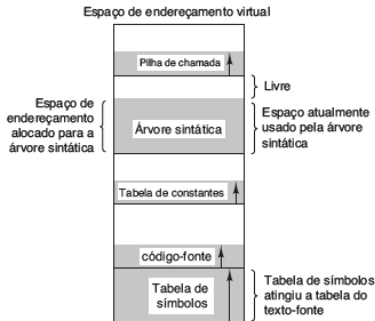 Espaço de endereçamento virtual
Pilha de chamada
Livre
Espaço de
endereçamento
alocado para a
árvore sintática
Árvore sintática
Espaço atualmente
usado pela árvore
sintática
Tabela de constantes
código-fonte
Tabela de
símbolos
Tabela de símbolos
atingiu a tabela do
texto-fonte